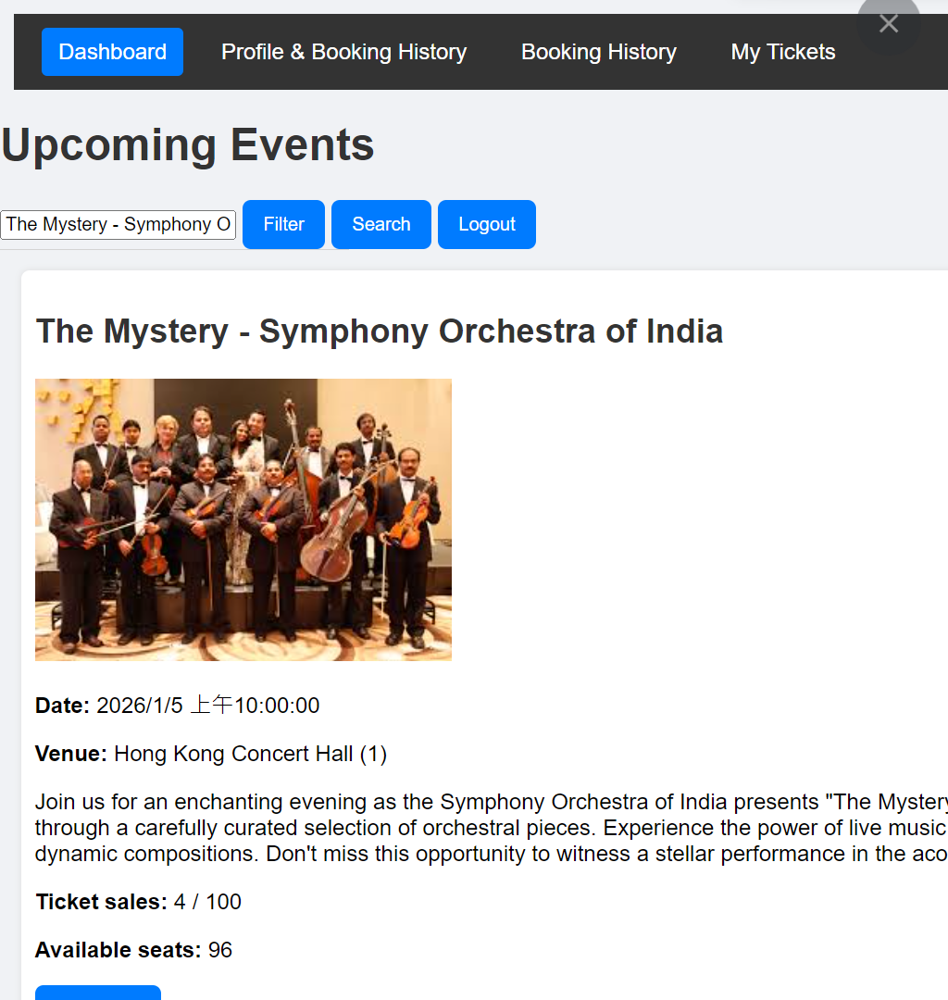 Dashboard Profile & Booking History Booking History My Tickets
Upcoming Events
The Mystery - Symphony O Filter Search Logout
The Mystery - Symphony Orchestra of India
Date: 2026/1/5 上午10:00:00
Venue: Hong Kong Concert Hall (1)
Join us for an enchanting evening as the Symphony Orchestra of India presents "The Mystery
through a carefully curated selection of orchestral pieces. Experience the power of live music
dynamic compositions. Don't miss this opportunity to witness a stellar performance in the aco
Ticket sales: 4 / 100
Available seats: 96